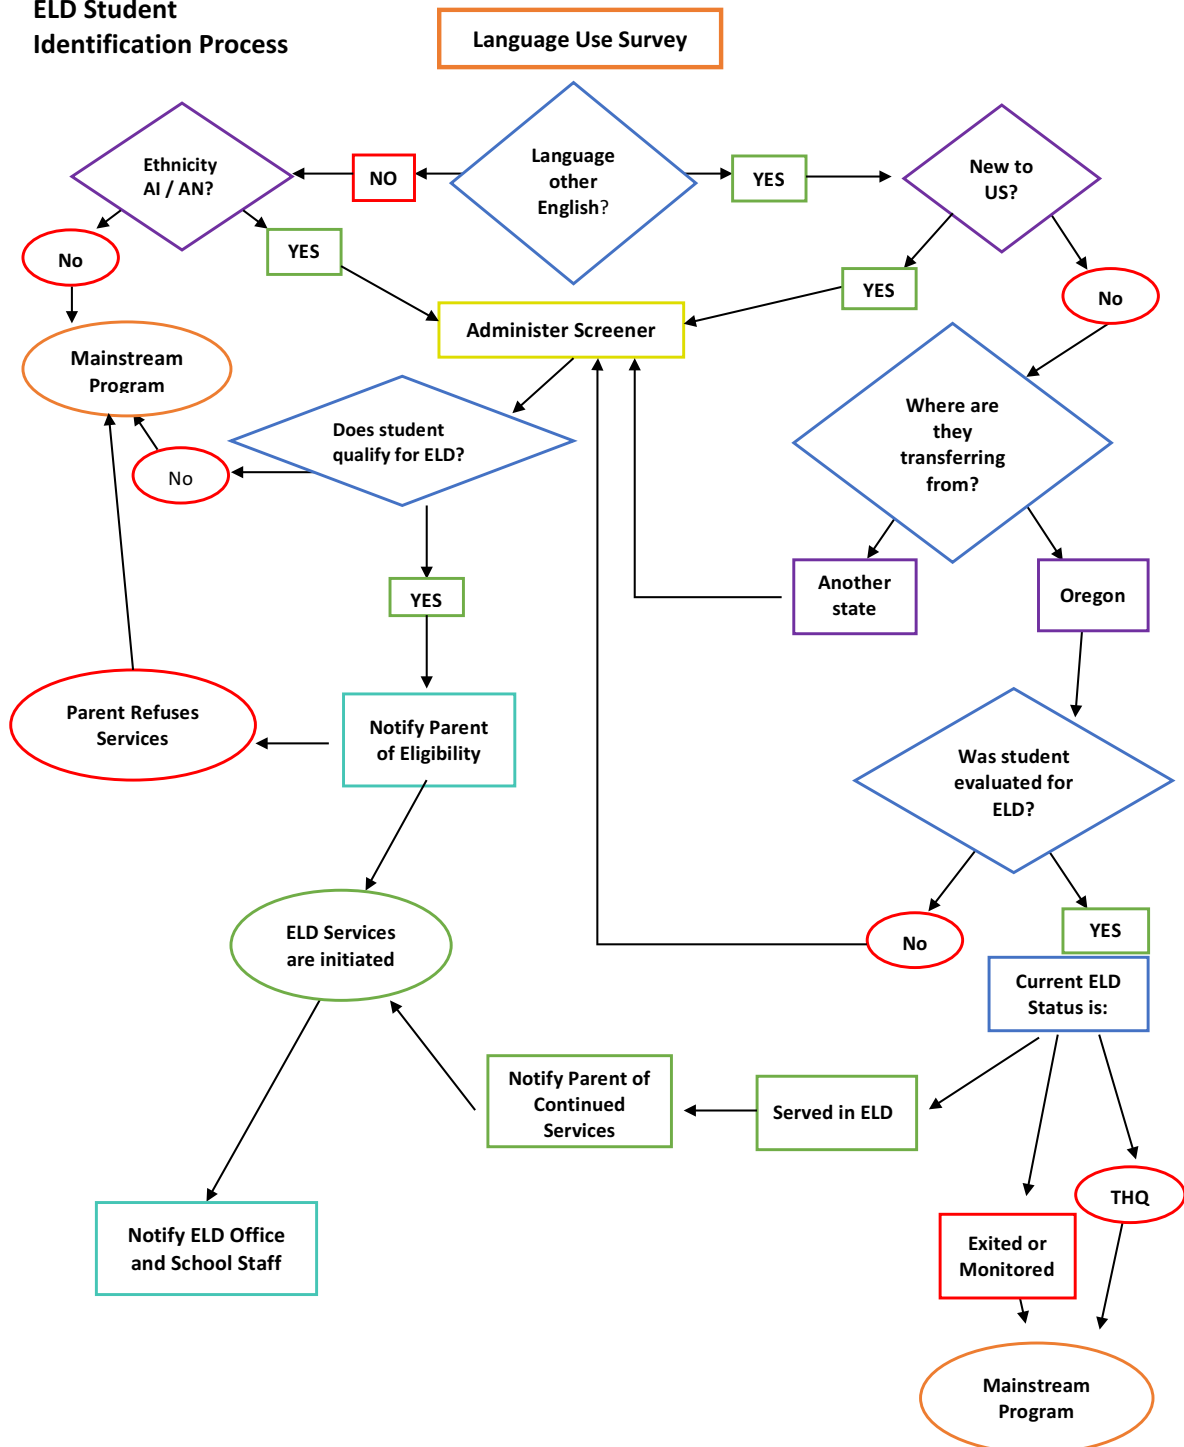 ELD Student
Identification Process
Language Use Survey
Ethnicity
AI / AN?
NO
Language
other
English?
YES
New to
US?
No
YES
YES
No
Administer Screener
Mainstream
Program
Does student
qualify for ELD?
No
Where are
they
transferring
from?
YES
Another
state
Oregon
Parent Refuses
Services
Notify Parent
of Eligibility
Was student
evaluated for
ELD?
ELD Services
are initiated
No
YES
Current ELD
Status is:
Notify Parent of
Continued
Services
Served in ELD
THQ
Notify ELD Office
and School Staff
Exited or
Monitored
Mainstream
Program